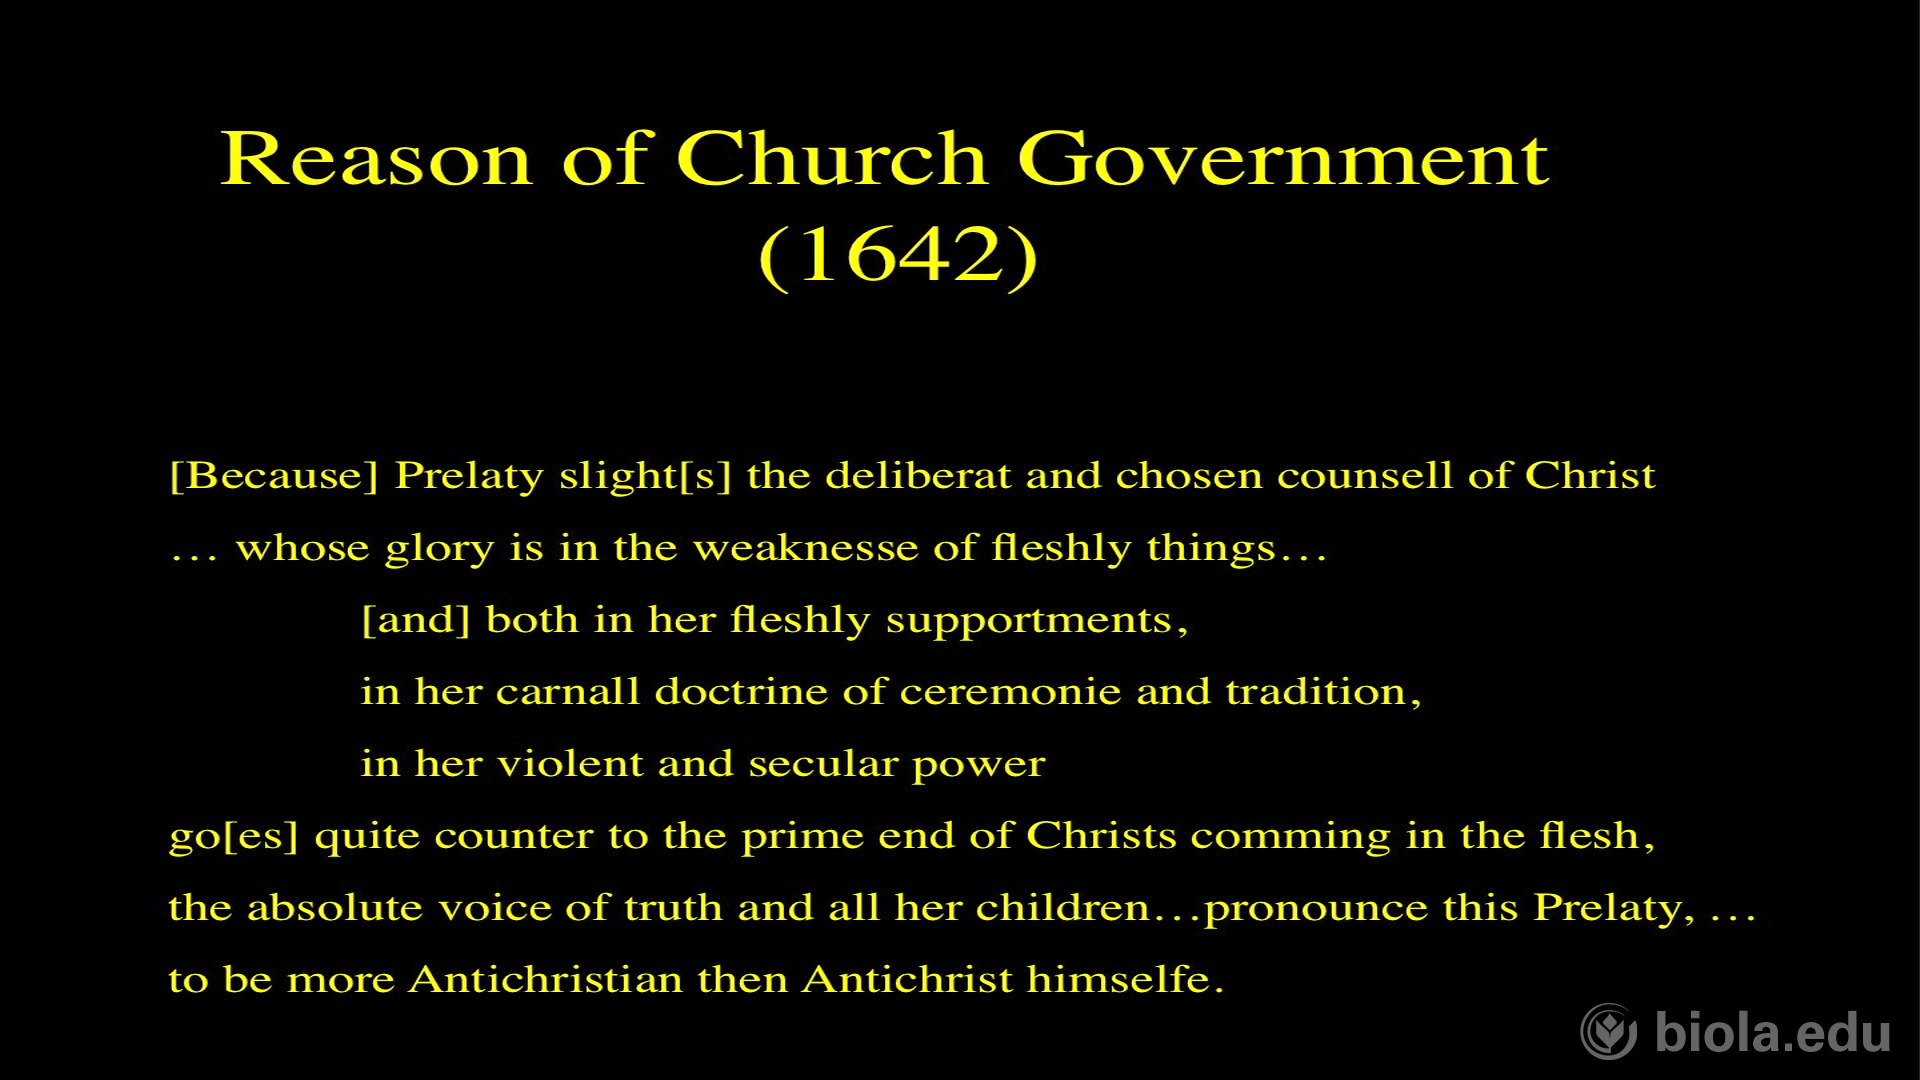 Reason of Church Government
(1642)
[Because] Prelaty slight[s] the deliberat and chosen counsell of Christ
… whose glory is in the weaknesse of fleshly things…
[and] both in her fleshly supportments,
in her carnall doctrine of ceremonie and tradition,
in her violent and secular power
go[es] quite counter to the prime end of Christs comming in the flesh,
the absolute voice of truth and all her children…pronounce this Prelaty, …
to be more Antichristian then Antichrist himselfe.
biola.edu